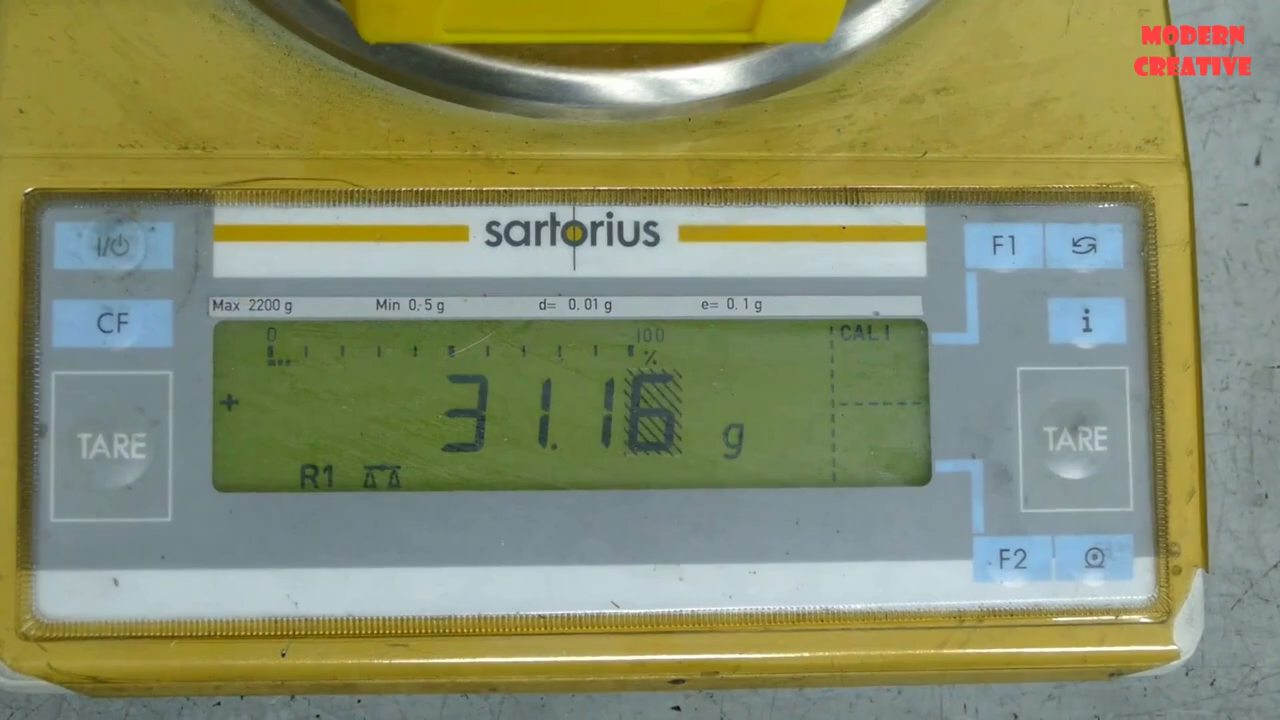 MODERN
CREATIVE
I/⏻
sartorius
F1
CF
Max 2200 g Min 0.5 g d= 0.01 g e= 0.1 g
i
0 100 %
CAL I
+ 31.16 g
TARE
TARE
R1
F2